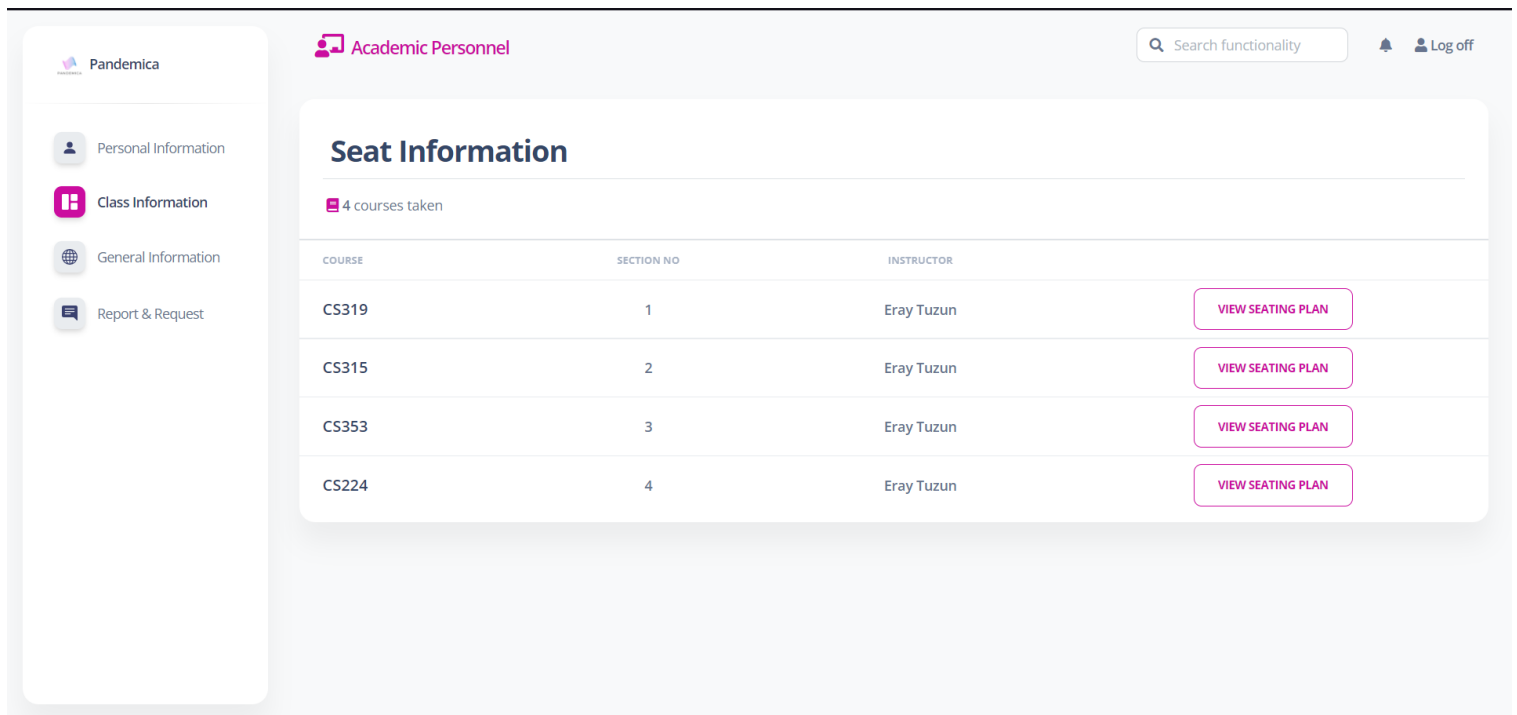 Pandemica
PANDEMICA
Personal Information
Class Information
General Information
Report & Request
Academic Personnel
Search functionality
Log off
Seat Information
4 courses taken
COURSE SECTION NO INSTRUCTOR
CS319 1 Eray Tuzun VIEW SEATING PLAN
CS315 2 Eray Tuzun VIEW SEATING PLAN
CS353 3 Eray Tuzun VIEW SEATING PLAN
CS224 4 Eray Tuzun VIEW SEATING PLAN